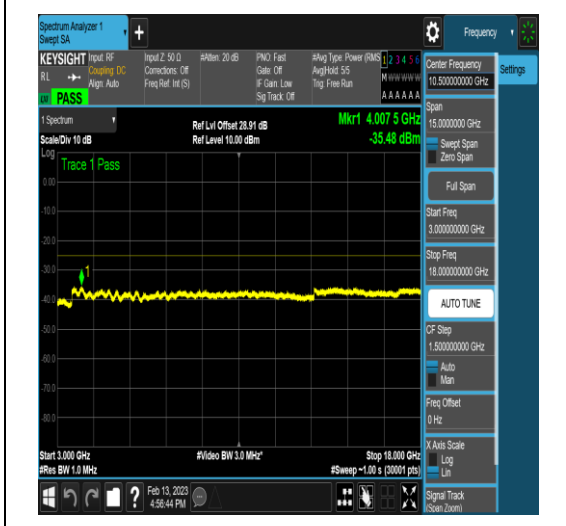 Spectrum Analyzer 1
Swept SA
+
Frequency
KEYSIGHT
RL
PASS
Input: RF
Coupling: DC
Align: Auto
Input Z: 50 Ω
Corrections: Off
Freq Ref: Int (S)
#Atten: 20 dB
PNO: Fast
Gate: Off
IF Gain: Low
Sig Track: Off
#Avg Type: Power (RMS
Avg|Hold: 5/5
Trig: Free Run
1 2 3 4 5 6
M W W W W W
A A A A A A
1 Spectrum
Scale/Div 10 dB
Log
Ref Lvl Offset 28.91 dB
Ref Level 10.00 dBm
Mkr1 4.007 5 GHz
-35.48 dBm
Trace 1 Pass
0.00
-10.0
-20.0
-30.0
-40.0
-50.0
-60.0
-70.0
-80.0
1
Start 3.000 GHz
#Res BW 1.0 MHz
#Video BW 3.0 MHz*
Stop 18.000 GHz
#Sweep ~1.00 s (30001 pts)
?
Feb 13, 2023
4:56:44 PM
Center Frequency
10.500000000 GHz
Settings
Span
15.0000000 GHz
Swept Span
Zero Span
Full Span
Start Freq
3.000000000 GHz
Stop Freq
18.000000000 GHz
AUTO TUNE
CF Step
1.500000000 GHz
Auto
Man
Freq Offset
0 Hz
X Axis Scale
Log
Lin
Signal Track
(Span Zoom)